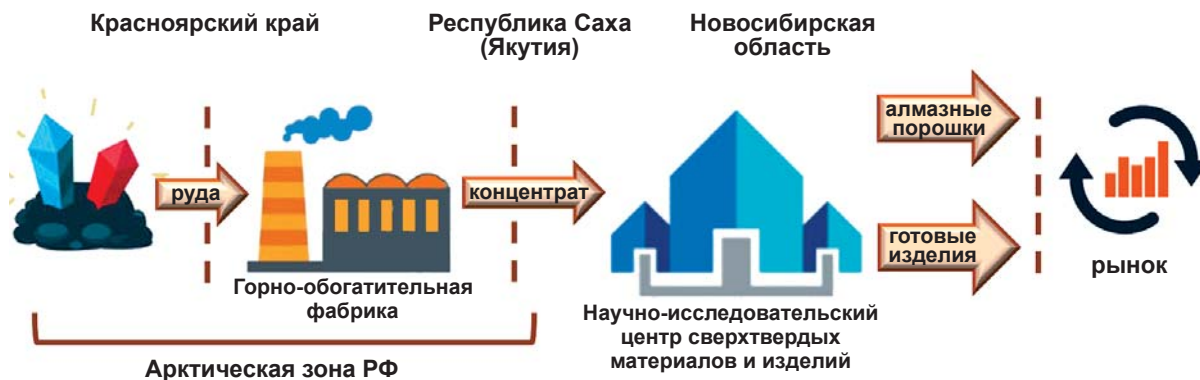 Красноярский край
Республика Саха
(Якутия)
Новосибирская
область
руда
концентрат
алмазные
порошки
готовые
изделия
рынок
Горно-обогатительная
фабрика
Научно-исследовательский
центр сверхтвердых
материалов и изделий
Арктическая зона РФ